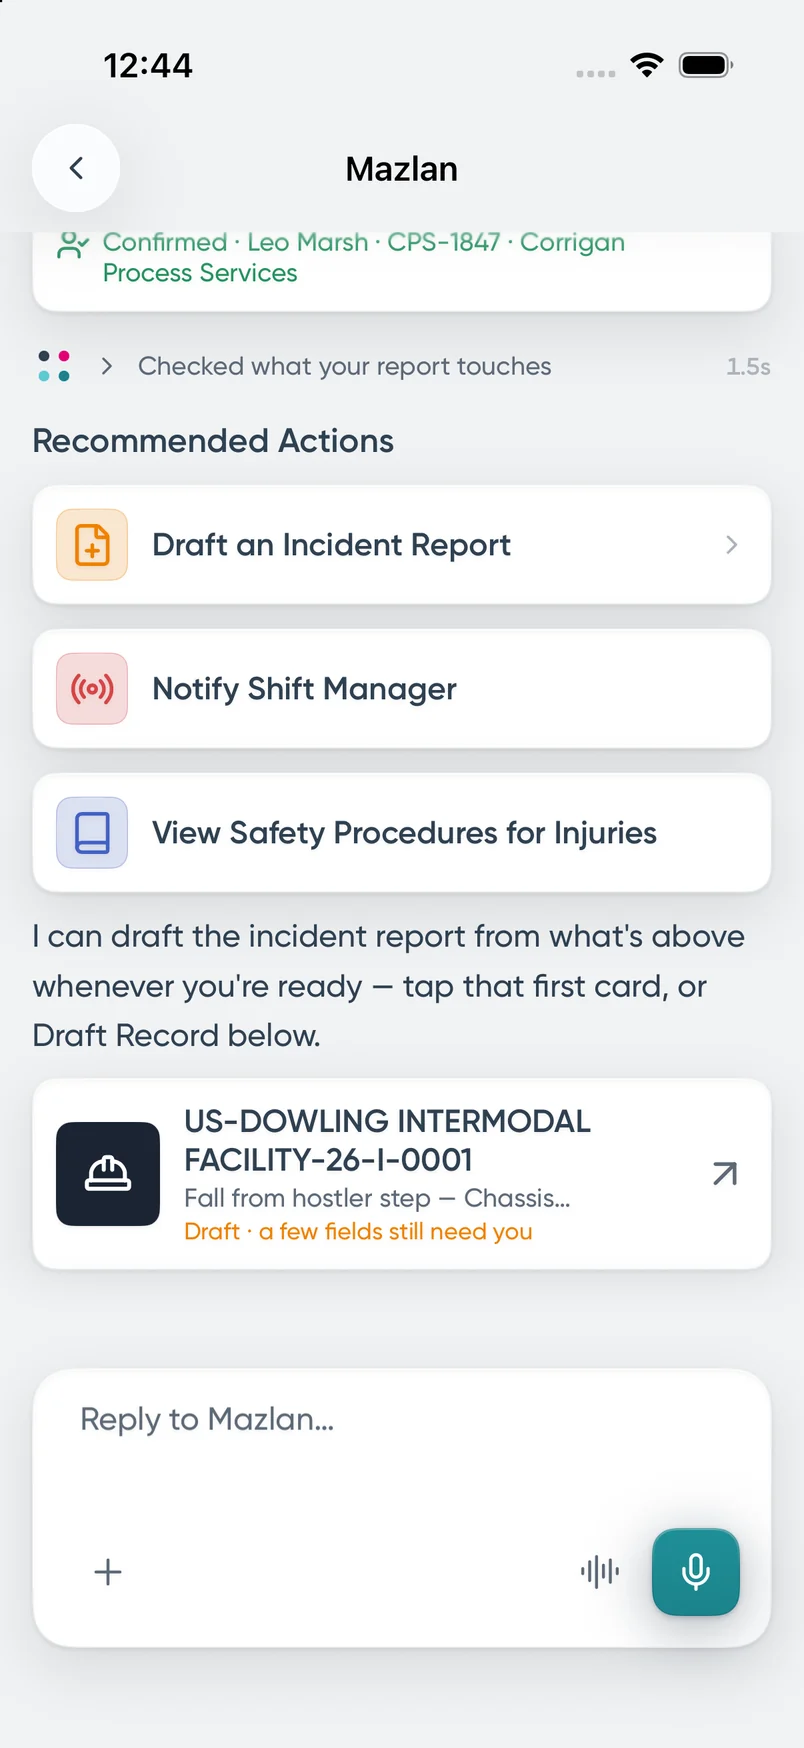 12:44
Mazlan
Confirmed · Leo Marsh · CPS-1847 · Corrigan
Process Services
Checked what your report touches 1.5s
Recommended Actions
Draft an Incident Report
Notify Shift Manager
View Safety Procedures for Injuries
I can draft the incident report from what's above
whenever you're ready — tap that first card, or
Draft Record below.
US-DOWLING INTERMODAL
FACILITY-26-I-0001
Fall from hostler step — Chassis...
Draft · a few fields still need you
Reply to Mazlan...